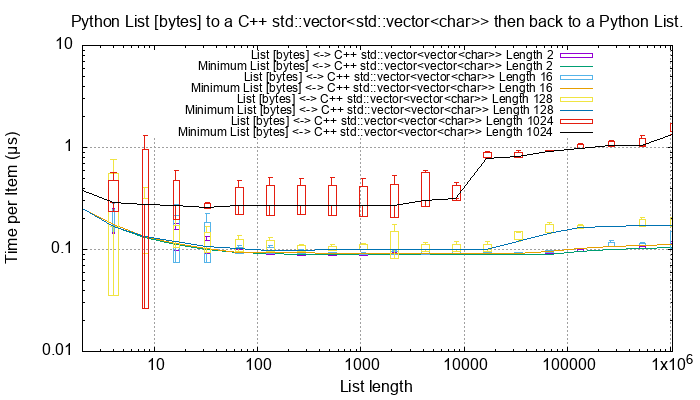 Python List [bytes] to a C++ std::vector<std::vector<char>> then back to a Python List.
10
1
0.1
0.01
Time per Item (µs)
List [bytes] <-> C++ std::vector<vector<char>> Length 2
Minimum List [bytes] <-> C++ std::vector<vector<char>> Length 2
List [bytes] <-> C++ std::vector<vector<char>> Length 16
Minimum List [bytes] <-> C++ std::vector<vector<char>> Length 16
List [bytes] <-> C++ std::vector<vector<char>> Length 128
Minimum List [bytes] <-> C++ std::vector<vector<char>> Length 128
List [bytes] <-> C++ std::vector<vector<char>> Length 1024
Minimum List [bytes] <-> C++ std::vector<vector<char>> Length 1024
10 100 1000 10000 100000 1x10⁶
List length